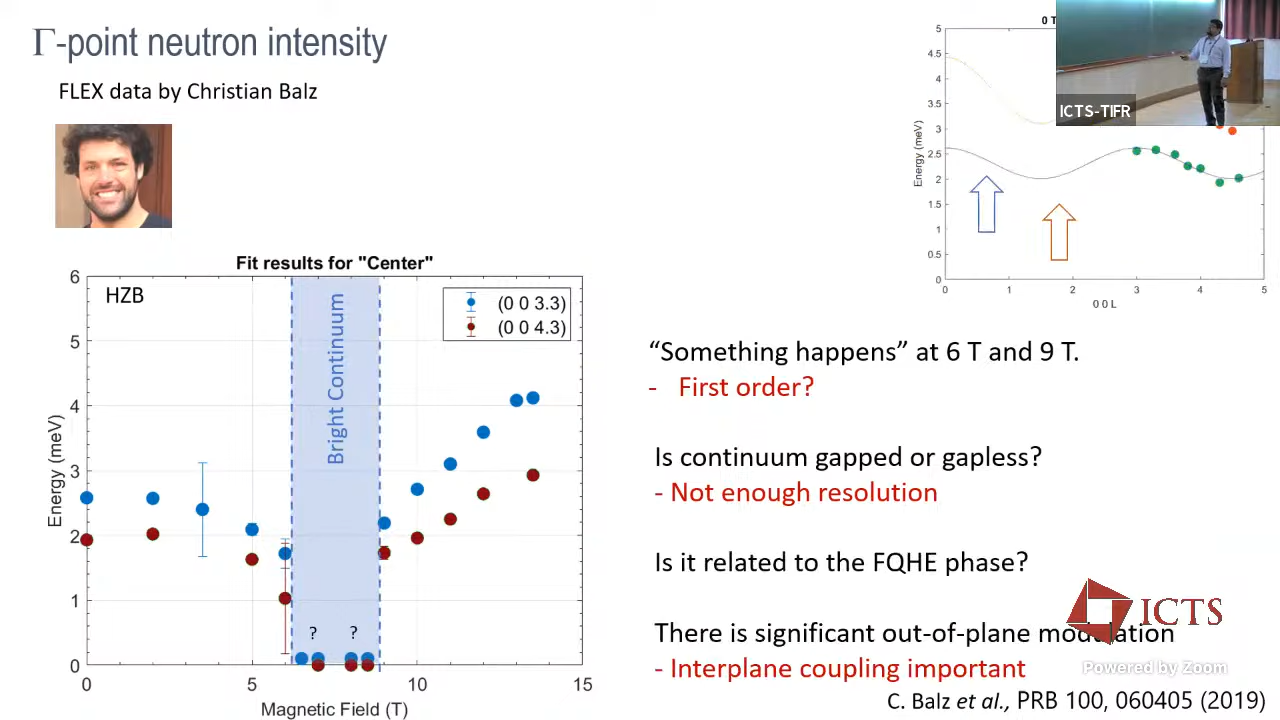 Γ-point neutron intensity
FLEX data by Christian Balz
0 T
ICTS-TIFR
5
4.5
4
3.5
3
2.5
2
1.5
1
0.5
0
Energy (meV)
0 1 2 3 4 5
0 0 L
Fit results for "Center"
HZB
Bright Continuum
(0 0 3.3)
(0 0 4.3)
6
5
4
3
2
1
0
Energy (meV)
? ?
0 5 10 15
Magnetic Field (T)
“Something happens” at 6 T and 9 T.
- First order?
Is continuum gapped or gapless?
- Not enough resolution
Is it related to the FQHE phase?
ICTS
There is significant out-of-plane modulation
- Interplane coupling important
Powered by Zoom
C. Balz et al., PRB 100, 060405 (2019)